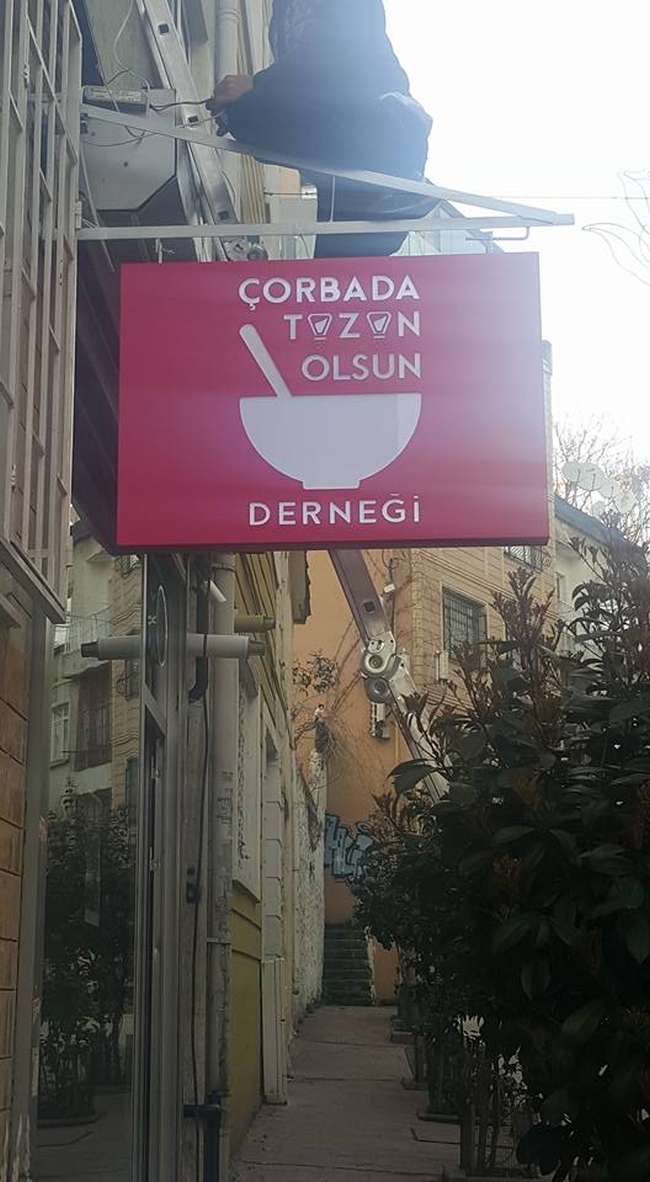 ÇORBADA
TUZUN
OLSUN
DERNEĞİ